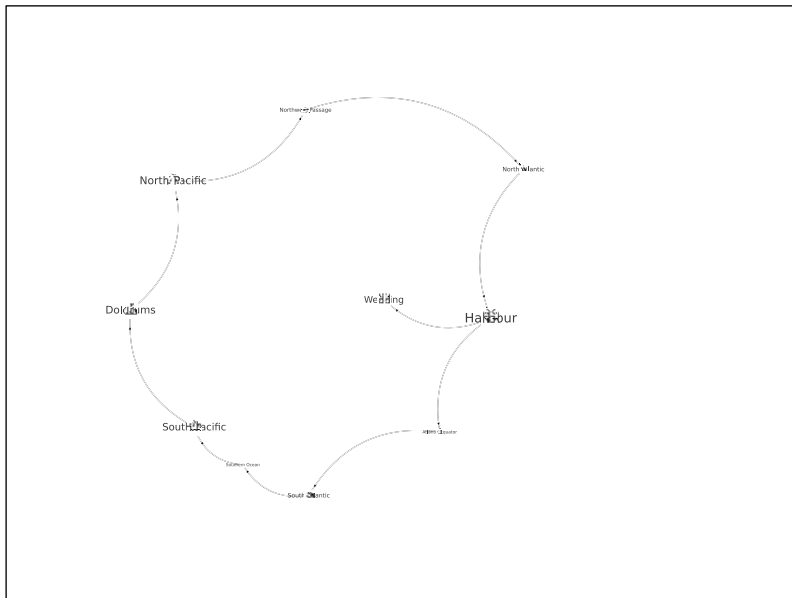 Northwest Passage
North Atlantic
North Pacific
Wedding
Doldrums
Harbour
South Pacific
Southern Ocean
South Atlantic